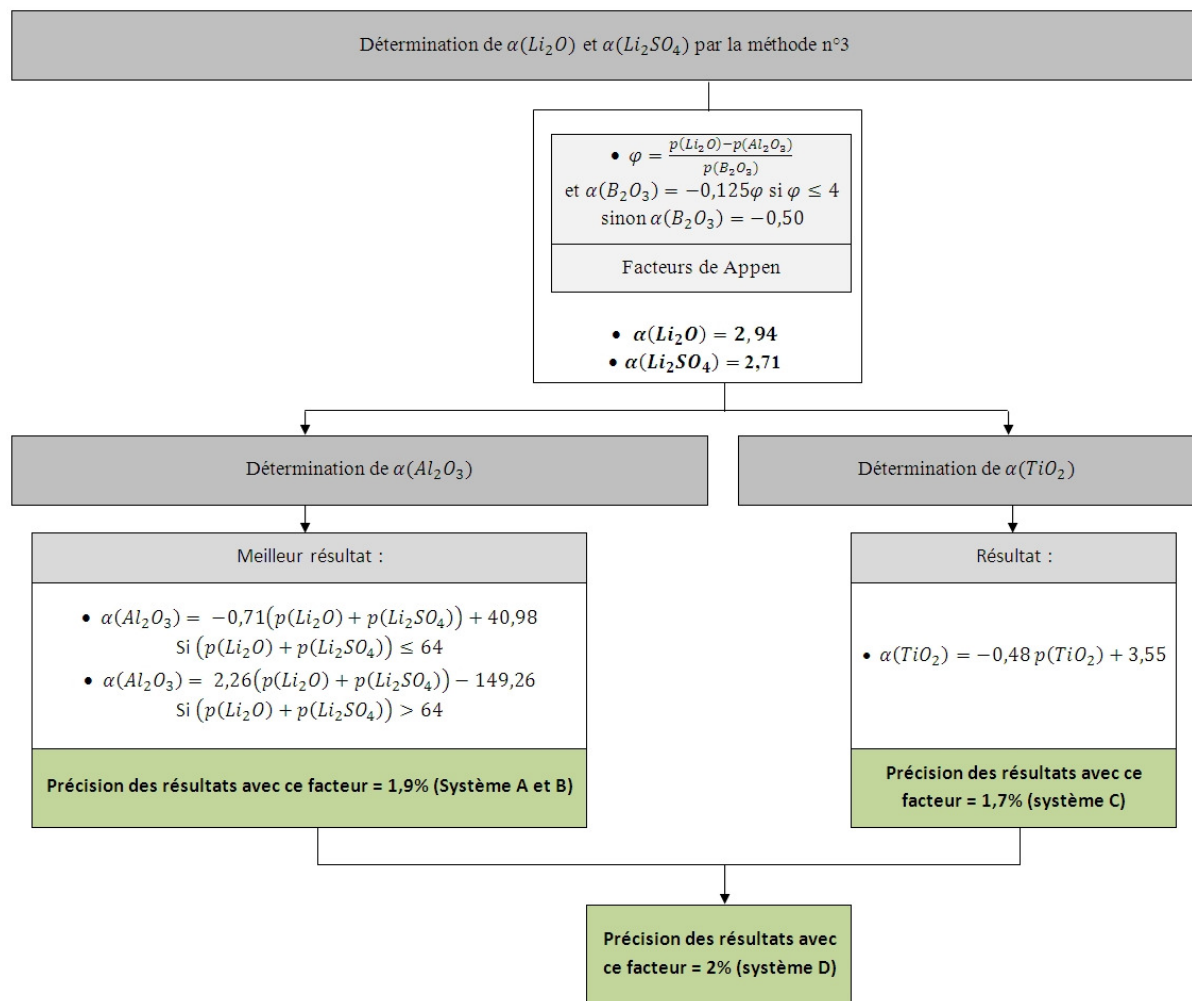 Détermination de α(Li₂O) et α(Li₂SO₄) par la méthode n°3
• φ = (p(Li₂O)−p(Al₂O₃))/p(B₂O₃)
et α(B₂O₃) = −0,125φ si φ ≤ 4
sinon α(B₂O₃) = −0,50
Facteurs de Appen
• α(Li₂O) = 2,94
• α(Li₂SO₄) = 2,71
Détermination de α(Al₂O₃)
Meilleur résultat :
• α(Al₂O₃) = −0,71(p(Li₂O) + p(Li₂SO₄)) + 40,98
Si (p(Li₂O) + p(Li₂SO₄)) ≤ 64
• α(Al₂O₃) = 2,26(p(Li₂O) + p(Li₂SO₄)) − 149,26
Si (p(Li₂O) + p(Li₂SO₄)) > 64
Précision des résultats avec ce facteur = 1,9% (Système A et B)
Détermination de α(TiO₂)
Résultat :
• α(TiO₂) = −0,48 p(TiO₂) + 3,55
Précision des résultats avec ce
facteur = 1,7% (système C)
Précision des résultats avec
ce facteur = 2% (système D)